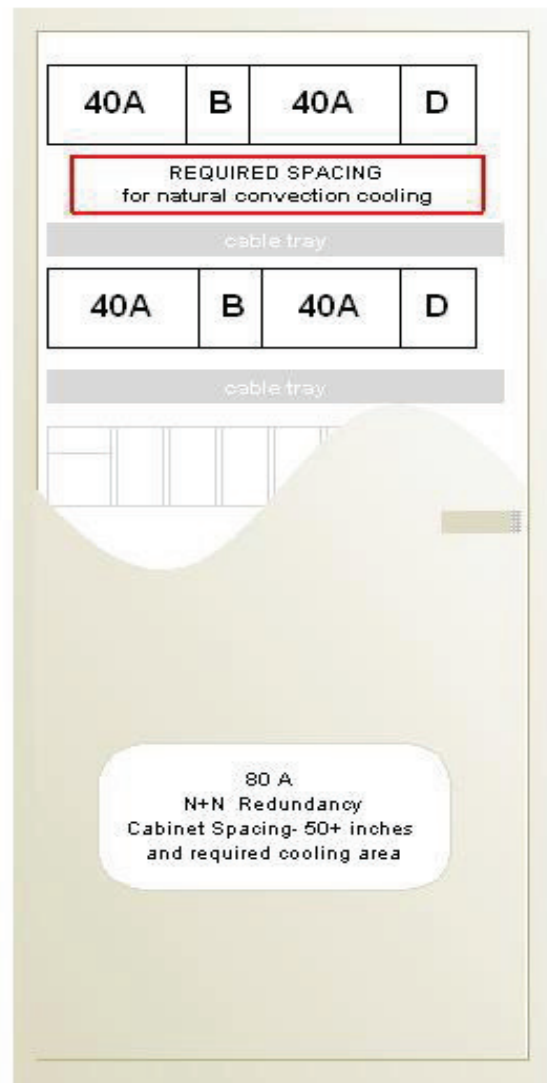 40A B 40A D
REQUIRED SPACING
for natural convection cooling
cable tray
40A B 40A D
cable tray
80 A
N+N Redundancy
Cabinet Spacing- 50+ inches
and required cooling area